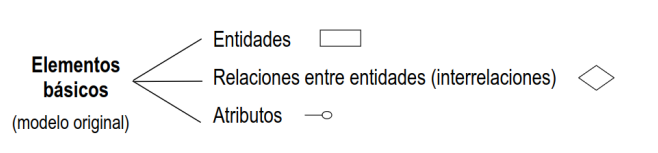 Elementos
básicos
(modelo original)
Entidades
Relaciones entre entidades (interrelaciones)
Atributos